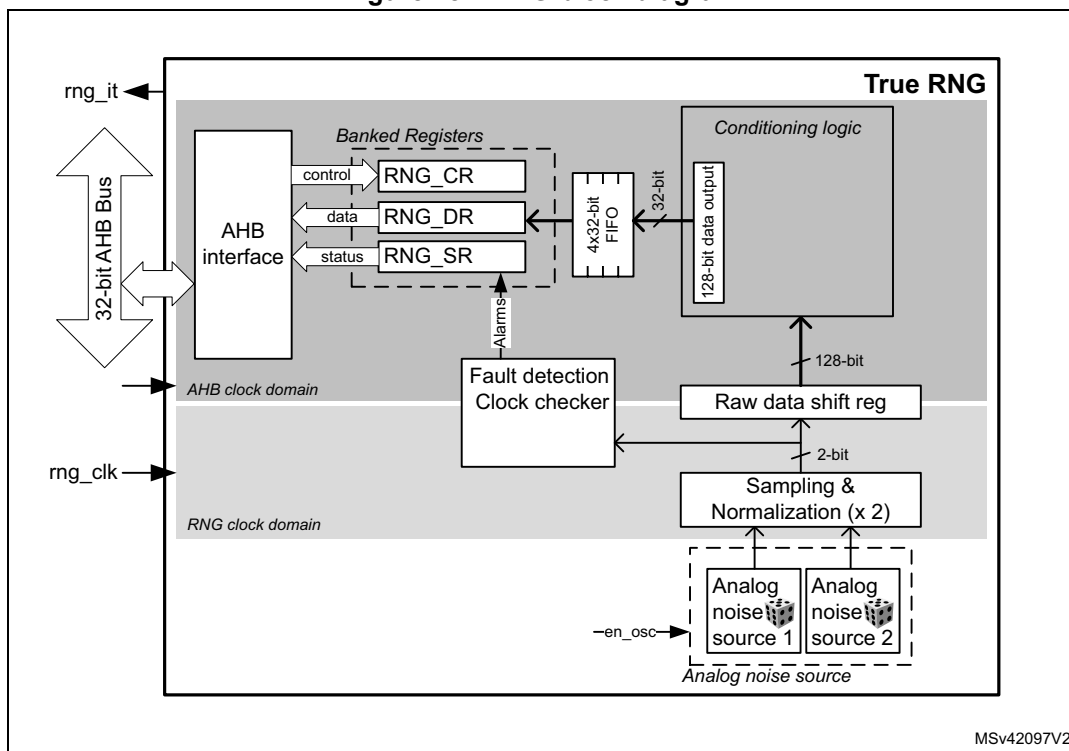 True RNG
rng_it
32-bit AHB Bus
AHB
interface
Banked Registers
control
RNG_CR
data
RNG_DR
status
RNG_SR
4x32-bit
FIFO
32-bit
Conditioning logic
128-bit data output
Alarms
128-bit
AHB clock domain
Fault detection
Clock checker
Raw data shift reg
rng_clk
2-bit
Sampling &
Normalization (x 2)
RNG clock domain
en_osc
Analog
noise
source 1
Analog
noise
source 2
Analog noise source
MSv42097V2